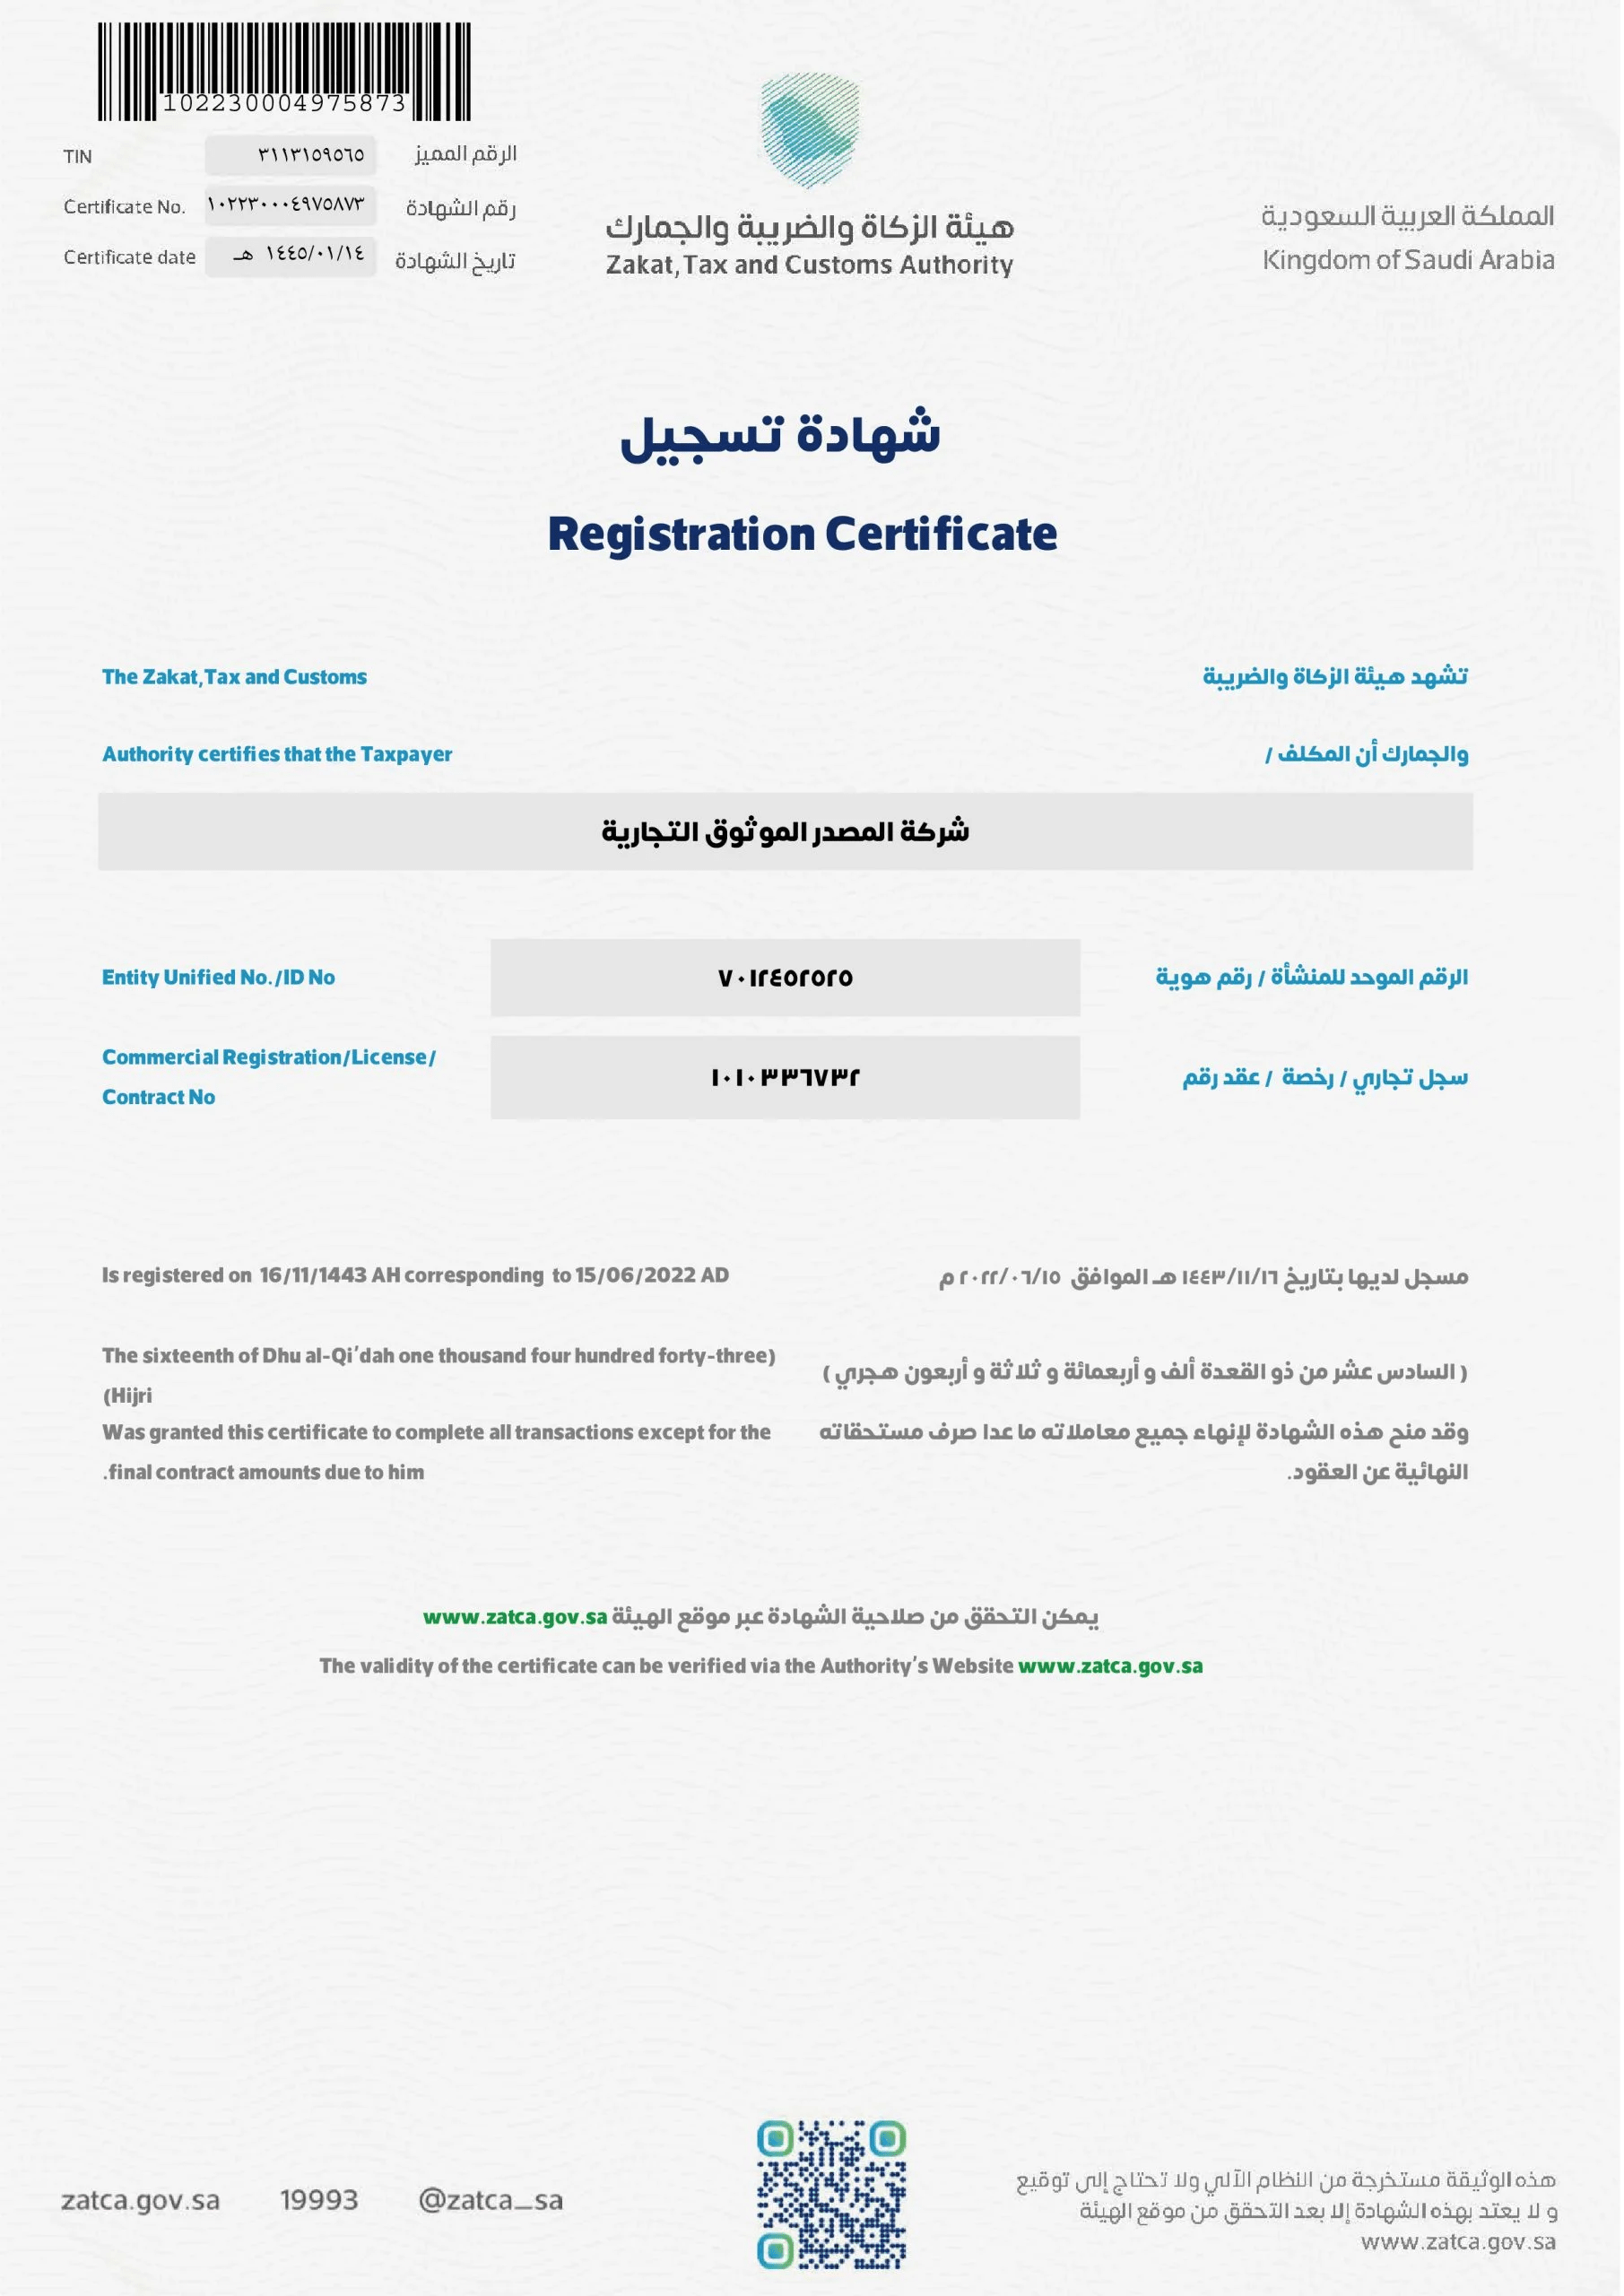 102230004975873
TIN ٣١١٣١٥٩٥٦٥ الرقم المميز
Certificate No. ١٠٢٢٣٠٠٠٤٩٧٥٨٧٣ رقم الشهادة
Certificate date ١٤٤٥/٠١/١٤ هـ تاريخ الشهادة
هيئة الزكاة والضريبة والجمارك
Zakat,Tax and Customs Authority
المملكة العربية السعودية
Kingdom of Saudi Arabia
شهادة تسجيل
Registration Certificate
The Zakat,Tax and Customs
تشهد هيئة الزكاة والضريبة
Authority certifies that the Taxpayer
والجمارك أن المكلف /
شركة المصدر الموثوق التجارية
Entity Unified No./ID No
٧٠١٢٤٥٢٥٢٥
الرقم الموحد للمنشأة / رقم هوية
Commercial Registration/License/
Contract No
١٠١٠٣٣٦٧٣٢
سجل تجاري / رخصة / عقد رقم
Is registered on 16/11/1443 AH corresponding to 15/06/2022 AD
مسجل لديها بتاريخ ١٤٤٣/١١/١٦ هـ الموافق ٢٠٢٢/٠٦/١٥ م
The sixteenth of Dhu al-Qi'dah one thousand four hundred forty-three)
(Hijri
( السادس عشر من ذو القعدة ألف و أربعمائة و ثلاثة و أربعون هجري )
Was granted this certificate to complete all transactions except for the
.final contract amounts due to him
وقد منح هذه الشهادة لإنهاء جميع معاملاته ما عدا صرف مستحقاته
النهائية عن العقود.
يمكن التحقق من صلاحية الشهادة عبر موقع الهيئة www.zatca.gov.sa
The validity of the certificate can be verified via the Authority's Website www.zatca.gov.sa
zatca.gov.sa 19993 @zatca_sa
هذه الوثيقة مستخرجة من النظام الآلي ولا تحتاج إلى توقيع
و لا يعتد بهذه الشهادة إلا بعد التحقق من موقع الهيئة
www.zatca.gov.sa